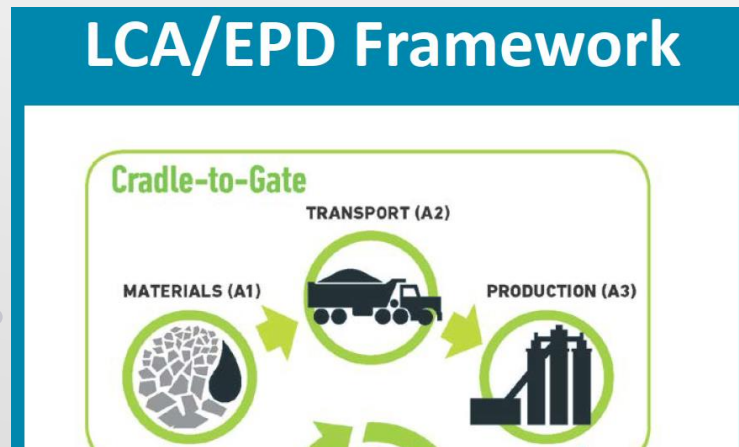 LCA/EPD Framework
Cradle-to-Gate
TRANSPORT (A2)
MATERIALS (A1)
PRODUCTION (A3)